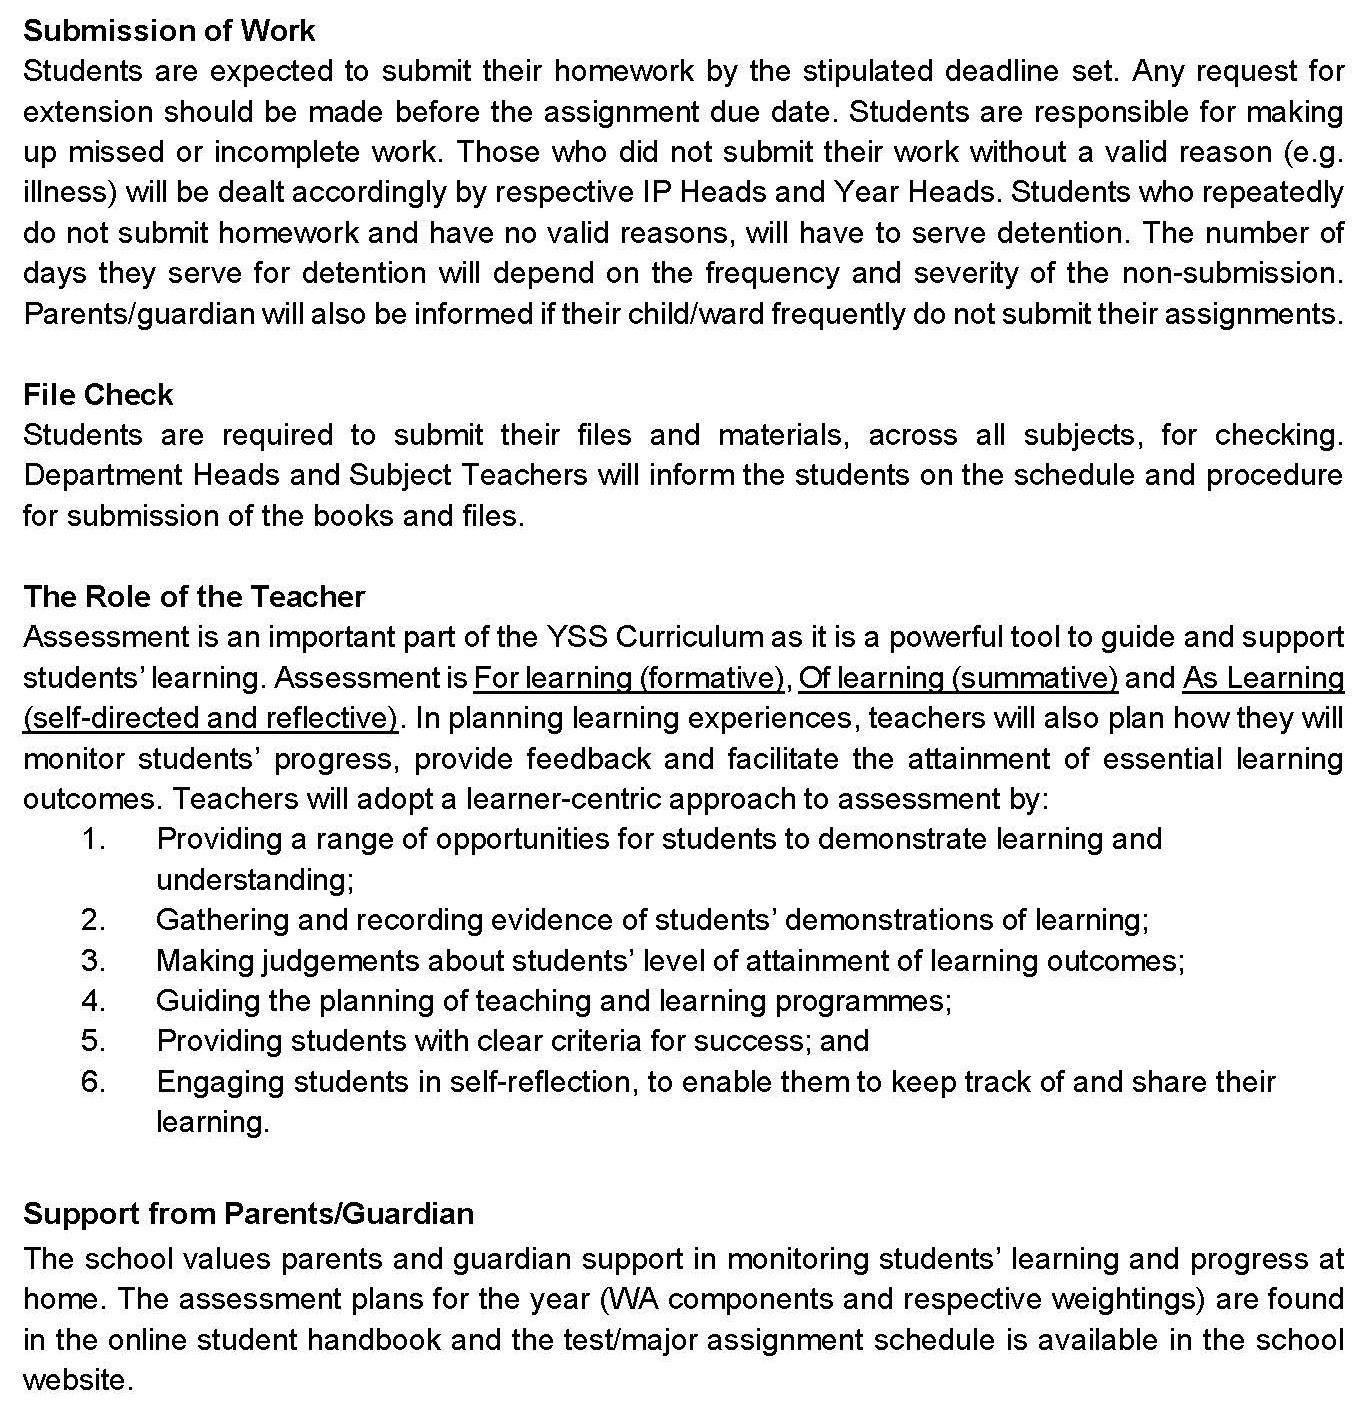 Submission of Work
Students are expected to submit their homework by the stipulated deadline set. Any request for
extension should be made before the assignment due date. Students are responsible for making
up missed or incomplete work. Those who did not submit their work without a valid reason (e.g.
illness) will be dealt accordingly by respective IP Heads and Year Heads. Students who repeatedly
do not submit homework and have no valid reasons, will have to serve detention. The number of
days they serve for detention will depend on the frequency and severity of the non-submission.
Parents/guardian will also be informed if their child/ward frequently do not submit their assignments.
File Check
Students are required to submit their files and materials, across all subjects, for checking.
Department Heads and Subject Teachers will inform the students on the schedule and procedure
for submission of the books and files.
The Role of the Teacher
Assessment is an important part of the YSS Curriculum as it is a powerful tool to guide and support
students’ learning. Assessment is For learning (formative), Of learning (summative) and As Learning
(self-directed and reflective). In planning learning experiences, teachers will also plan how they will
monitor students’ progress, provide feedback and facilitate the attainment of essential learning
outcomes. Teachers will adopt a learner-centric approach to assessment by:
1. Providing a range of opportunities for students to demonstrate learning and
understanding;
2. Gathering and recording evidence of students’ demonstrations of learning;
3. Making judgements about students’ level of attainment of learning outcomes;
4. Guiding the planning of teaching and learning programmes;
5. Providing students with clear criteria for success; and
6. Engaging students in self-reflection, to enable them to keep track of and share their
learning.
Support from Parents/Guardian
The school values parents and guardian support in monitoring students’ learning and progress at
home. The assessment plans for the year (WA components and respective weightings) are found
in the online student handbook and the test/major assignment schedule is available in the school
website.